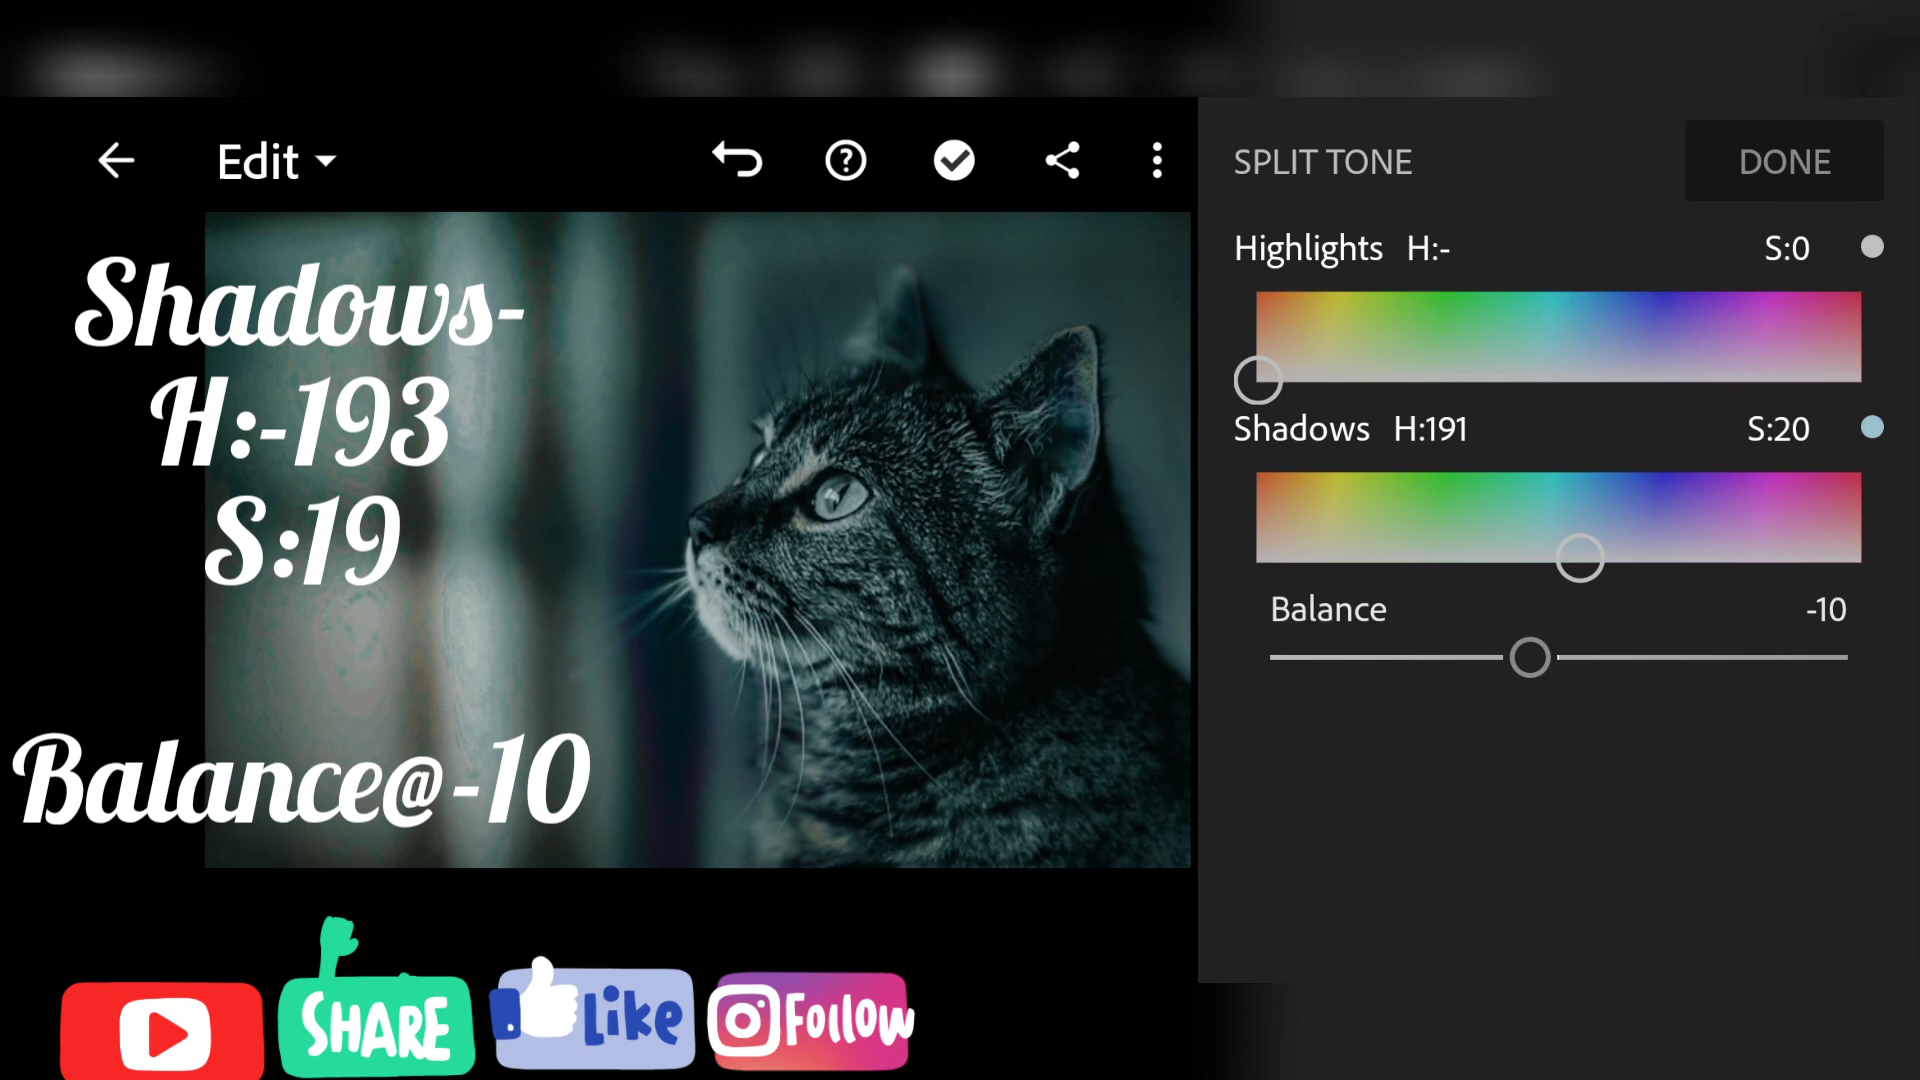 Edit
SPLIT TONE
DONE
Highlights H:- S:0
Shadows H:191 S:20
Balance -10
Shadows-
H:-193
S:19
Balance@-10
SHARE
Like
Follow